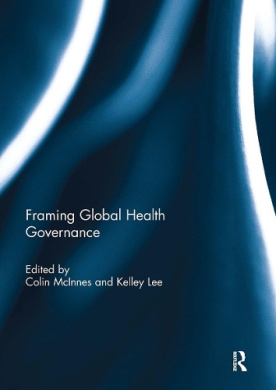 Framing Global Health
Governance
Edited by
Colin McInnes and Kelley Lee
R
ROUTLEDGE